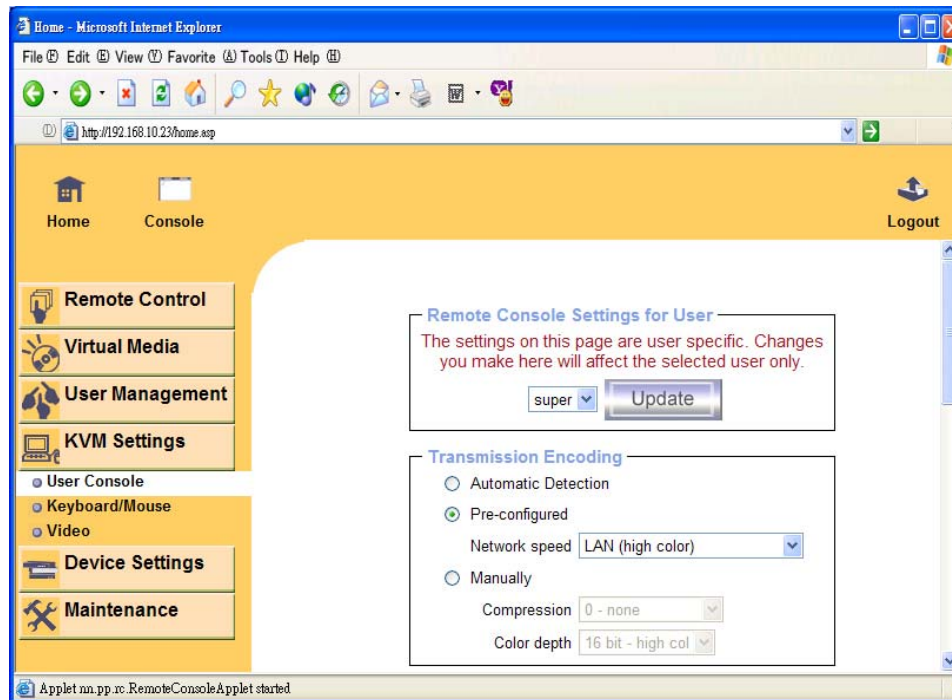 Home - Microsoft Internet Explorer
File (F) Edit (E) View (V) Favorite (A) Tools (T) Help (H)
(D) http://192.168.10.23/home.asp
Home Console Logout
Remote Control
Virtual Media
User Management
KVM Settings
User Console
Keyboard/Mouse
Video
Device Settings
Maintenance
Remote Console Settings for User
The settings on this page are user specific. Changes
you make here will affect the selected user only.
super Update
Transmission Encoding
Automatic Detection
Pre-configured
Network speed LAN (high color)
Manually
Compression 0 - none
Color depth 16 bit - high col
Applet nn.pp.rc.RemoteConsoleApplet started